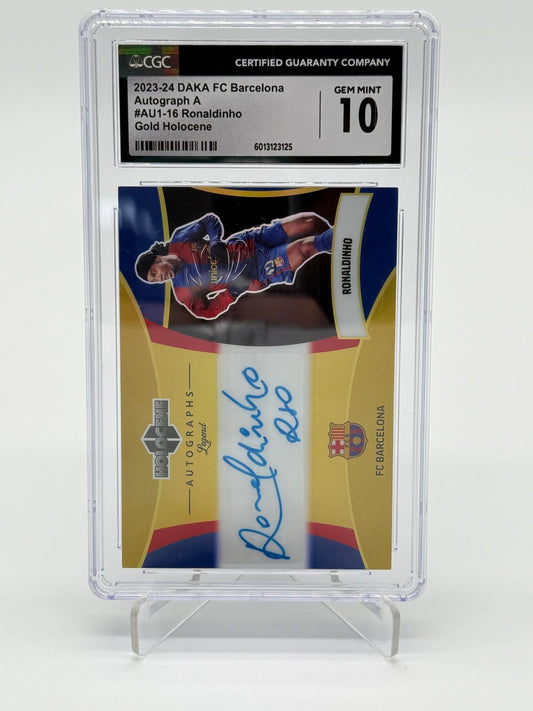 CGC
CERTIFIED GUARANTY COMPANY
2023-24 DAKA FC Barcelona
Autograph A
#AU1-16 Ronaldinho
Gold Holocene
GEM MINT
10
6013123125
unicef
RONALDINHO
HOLOCENE
AUTOGRAPHS
Legend
Ronaldinho
R10
FC BARCELONA